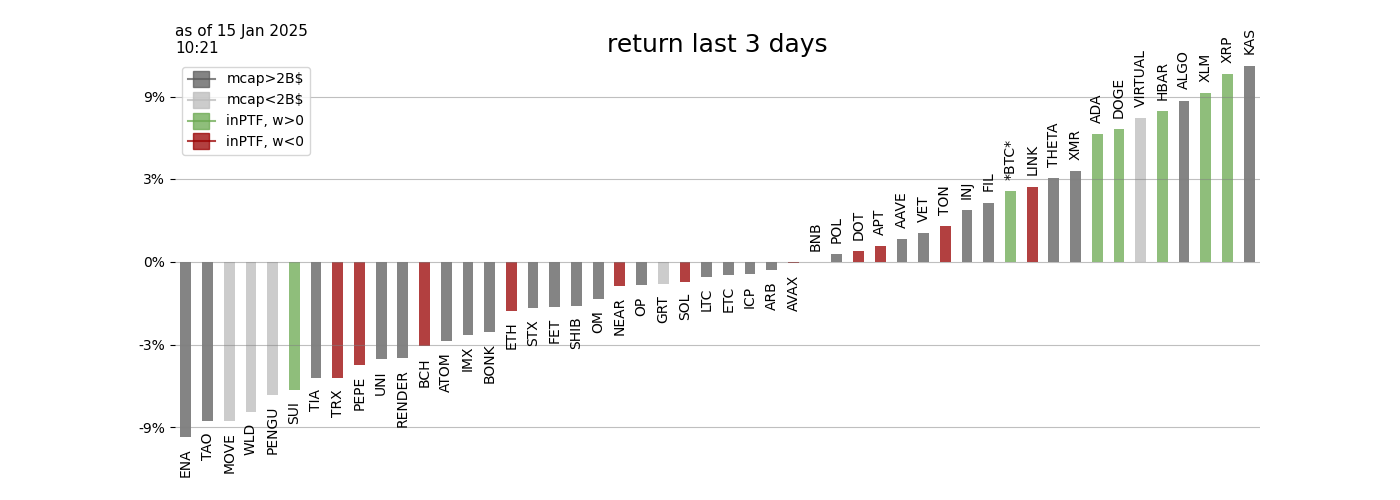 as of 15 Jan 2025
10:21
return last 3 days
mcap>2B$
mcap<2B$
inPTF, w>0
inPTF, w<0
9%
3%
0%
-3%
-9%
ENA
TAO
MOVE
WLD
PENGU
SUI
TIA
TRX
PEPE
UNI
RENDER
BCH
ATOM
IMX
BONK
ETH
STX
FET
SHIB
OM
NEAR
OP
GRT
SOL
LTC
ETC
ICP
ARB
AVAX
BNB
POL
DOT
APT
AAVE
VET
TON
INJ
FIL
*BTC*
LINK
THETA
XMR
ADA
DOGE
VIRTUAL
HBAR
ALGO
XLM
XRP
KAS